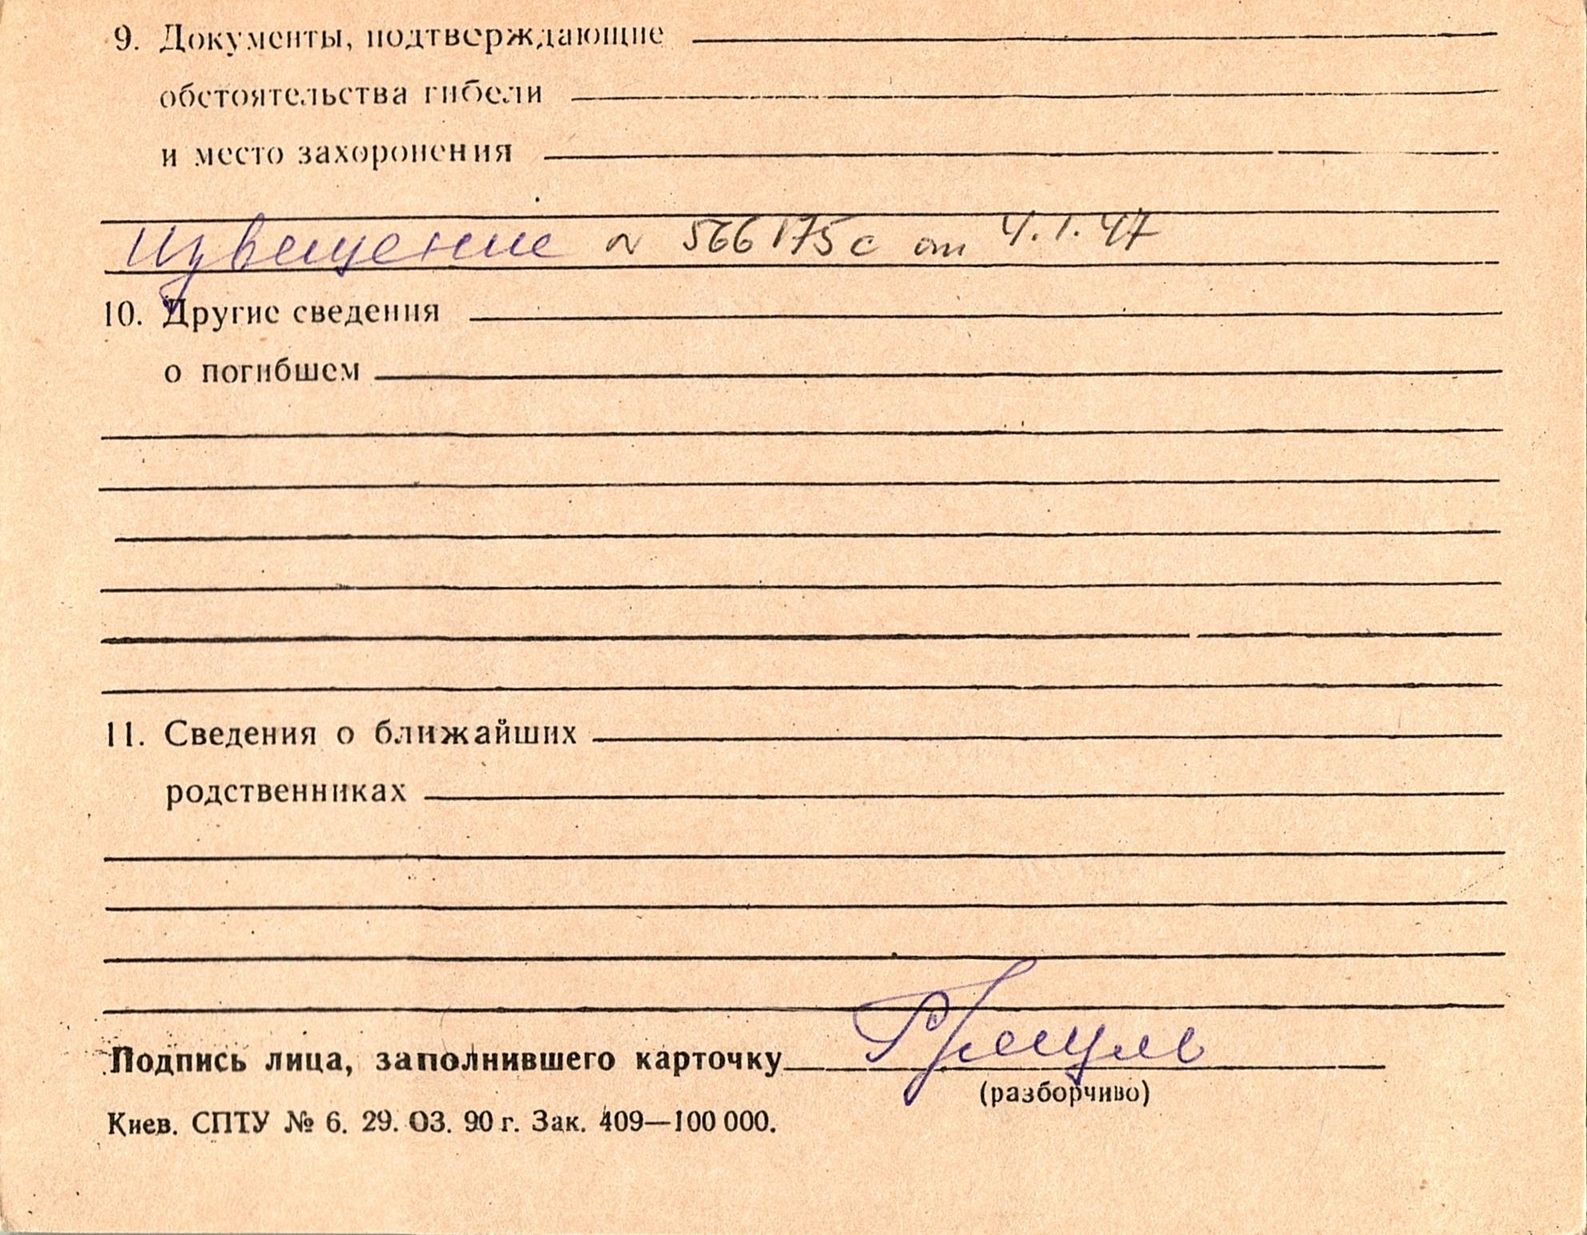 9. Документы, подтверждающие
обстоятельства гибели
и место захоронения
Извещение № 566175с от 4.1.47
10. Другие сведения
о погибшем
11. Сведения о ближайших
родственниках
Подпись лица, заполнившего карточку
(разборчиво)
Киев. СПТУ № 6. 29. 03. 90 г. Зак. 409—100 000.